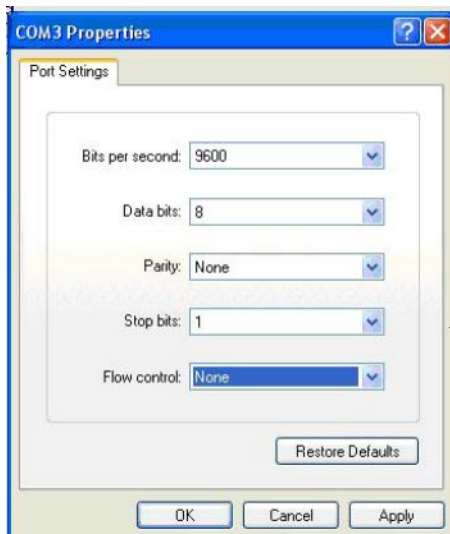 COM3 Properties
Port Settings
Bits per second: 9600
Data bits: 8
Parity: None
Stop bits: 1
Flow control: None
Restore Defaults
OK Cancel Apply